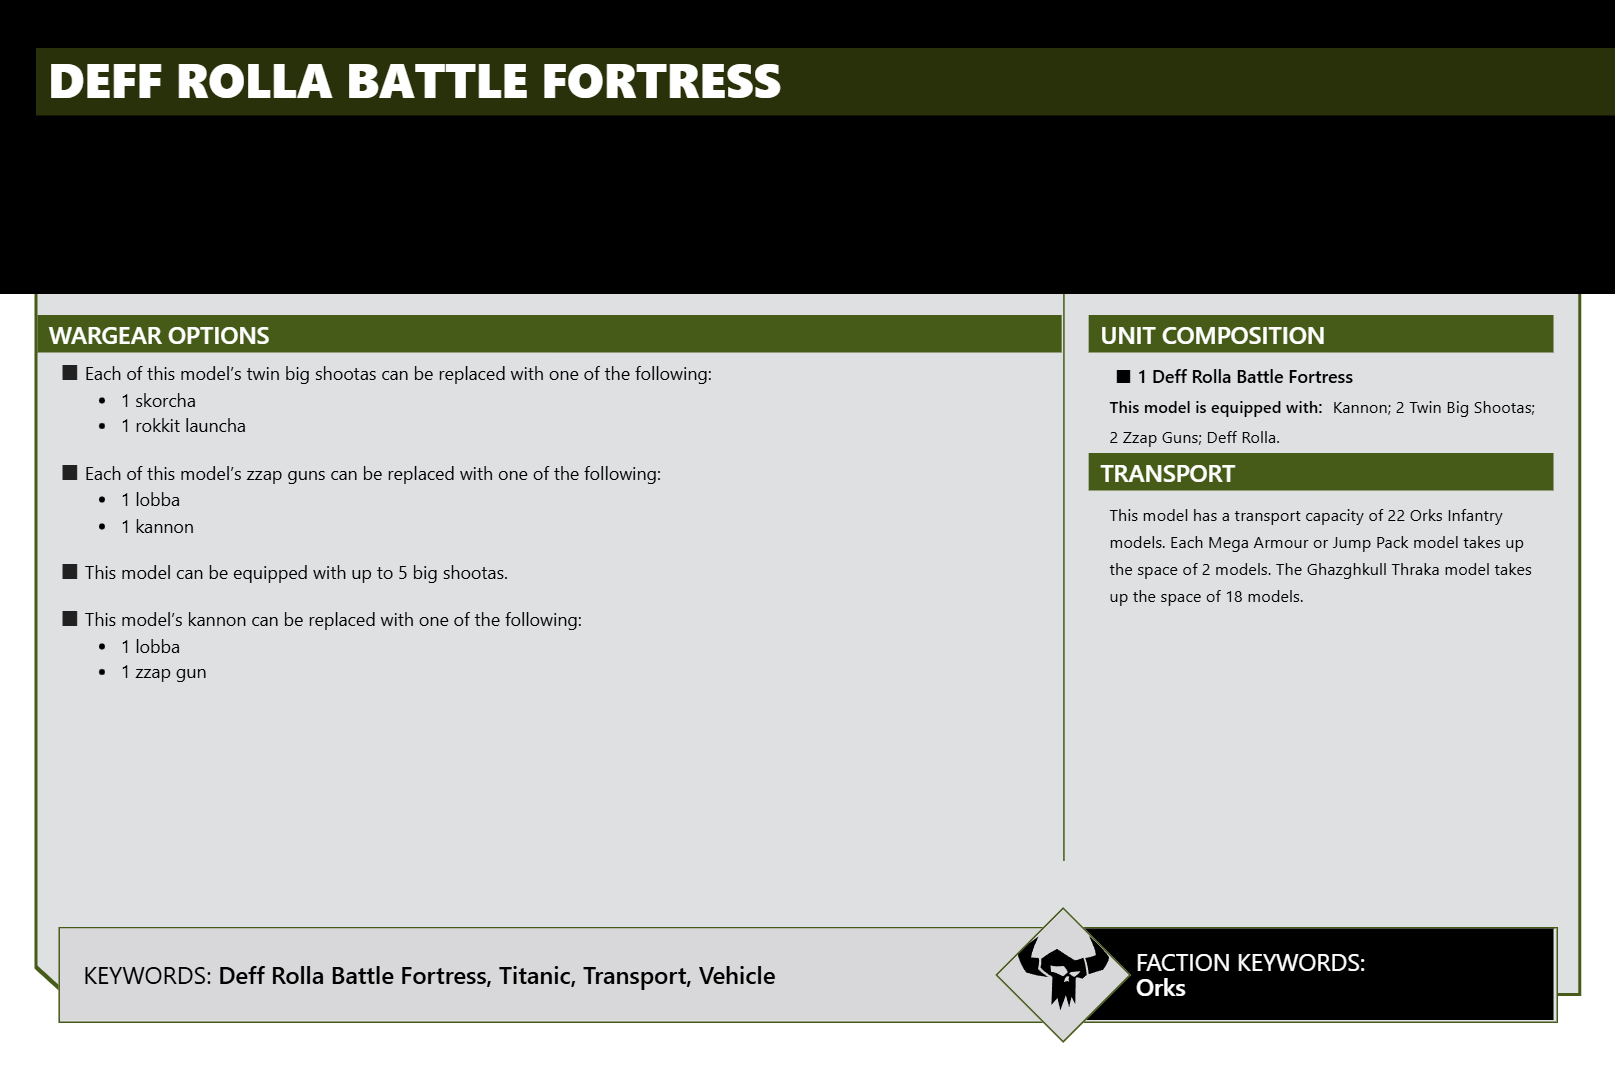 DEFF ROLLA BATTLE FORTRESS
WARGEAR OPTIONS
■ Each of this model’s twin big shootas can be replaced with one of the following:
• 1 skorcha
• 1 rokkit launcha
■ Each of this model’s zzap guns can be replaced with one of the following:
• 1 lobba
• 1 kannon
■ This model can be equipped with up to 5 big shootas.
■ This model’s kannon can be replaced with one of the following:
• 1 lobba
• 1 zzap gun
UNIT COMPOSITION
■ 1 Deff Rolla Battle Fortress
This model is equipped with: Kannon; 2 Twin Big Shootas;
2 Zzap Guns; Deff Rolla.
TRANSPORT
This model has a transport capacity of 22 Orks Infantry
models. Each Mega Armour or Jump Pack model takes up
the space of 2 models. The Ghazghkull Thraka model takes
up the space of 18 models.
KEYWORDS: Deff Rolla Battle Fortress, Titanic, Transport, Vehicle
FACTION KEYWORDS:
Orks